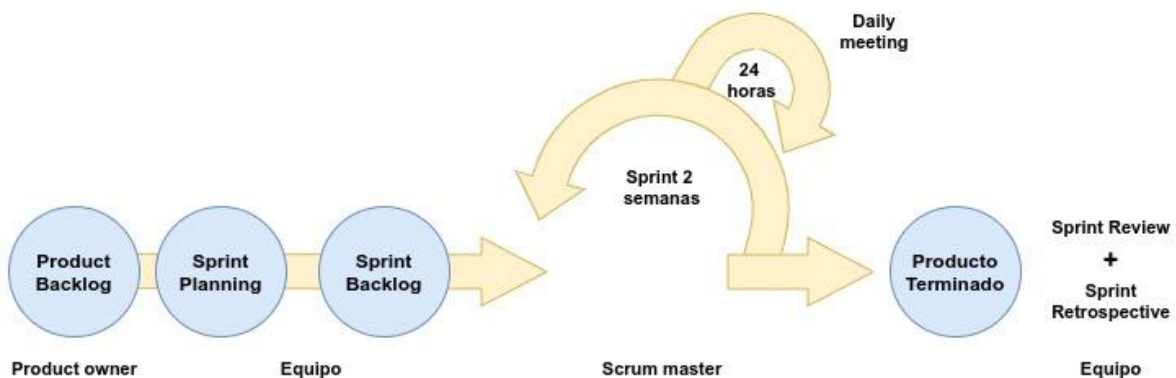 Daily
meeting
24
horas
Sprint 2
semanas
Product
Backlog
Sprint
Planning
Sprint
Backlog
Producto
Terminado
Sprint Review
+
Sprint
Retrospective
Product owner
Equipo
Scrum master
Equipo